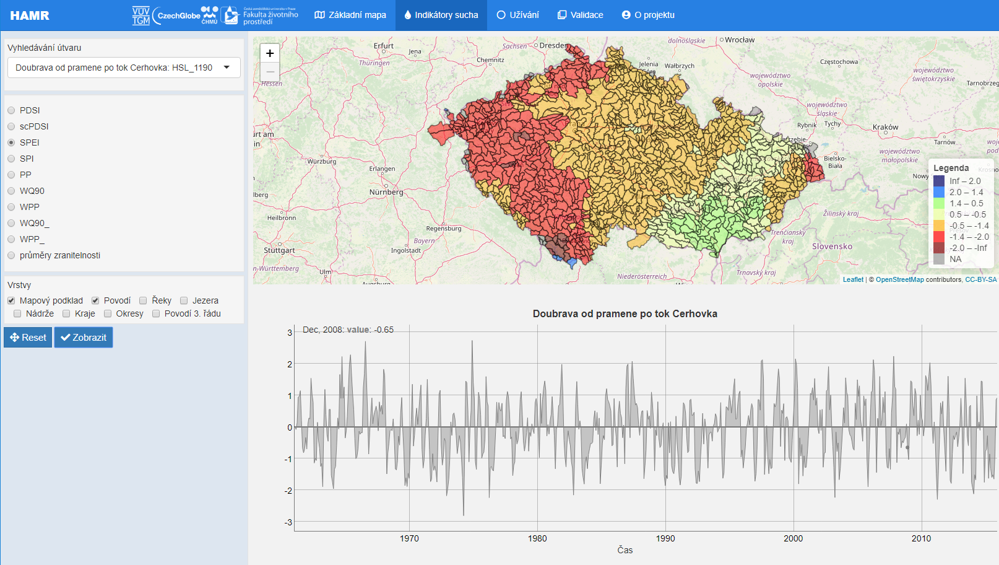 HAMR
VÚV TGM
CzechGlobe
ČHMÚ
Česká zemědělská univerzita v Praze
Fakulta životního prostředí
Základní mapa
Indikátory sucha
Užívání
Validace
O projektu
Vyhledávání útvaru
Doubrava od pramene po tok Cerhovka: HSL_1190
PDSI
scPDSI
SPEI
SPI
PP
WQ90
WPP
WQ90_
WPP_
průměry zranitelnosti
Vrstvy
Mapový podklad Povodí Řeky Jezera
Nádrže Kraje Okresy Povodí 3. řádu
Reset Zobrazit
+
−
Erfurt
Jena
Thüringen
Hessen
Chemnitz
Sachsen
Dresden
dolnośląskie
Wrocław
Jelenia Góra
Wałbrzych
Częstochowa
województwo opolskie
województwo świętokrzyskie
Tarnobrzeg
województwo śląskie
Rybnik
Tychy
Kraków
Tarnów
Jastrzębie-
Bielsko-Biała
województwo małopolskie
Nowy
Würzburg
Erlangen
Nürnberg
Heilbronn
Regensburg
Bayern
Ingolstadt
Stuttgart
Ulm
Augsburg
n-Württemberg
Niederösterreich
Trnavský kraj
Trenčiansky kraj
Žilinský kraj
Slovensko
Legenda
Inf – 2.0
2.0 – 1.4
1.4 – 0.5
0.5 – -0.5
-0.5 – -1.4
-1.4 – -2.0
-2.0 – -Inf
NA
Leaflet | © OpenStreetMap contributors, CC-BY-SA
Doubrava od pramene po tok Cerhovka
Dec, 2008: value: -0.65
3
2
1
0
-1
-2
-3
1970 1980 1990 2000 2010
Čas